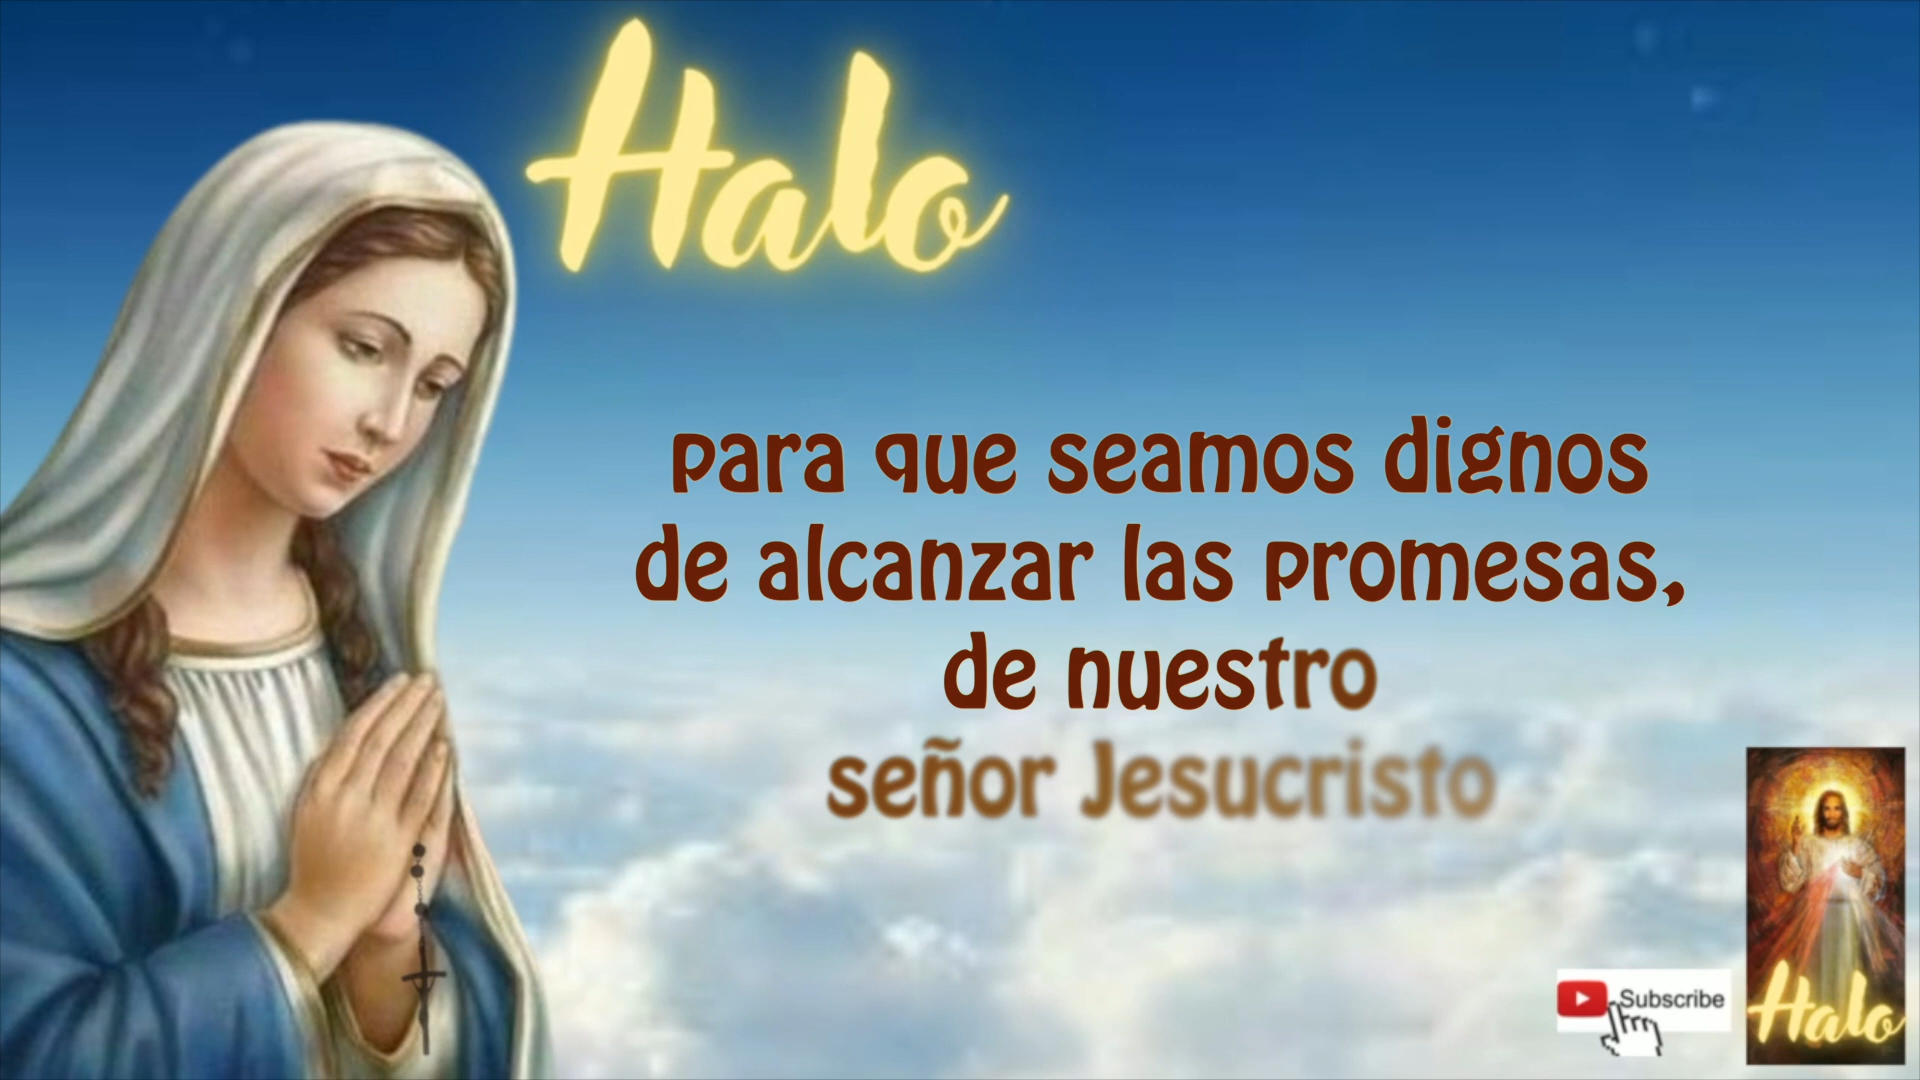 Halo
para que seamos dignos
de alcanzar las promesas,
de nuestro
señor Jesucristo
Subscribe
Halo